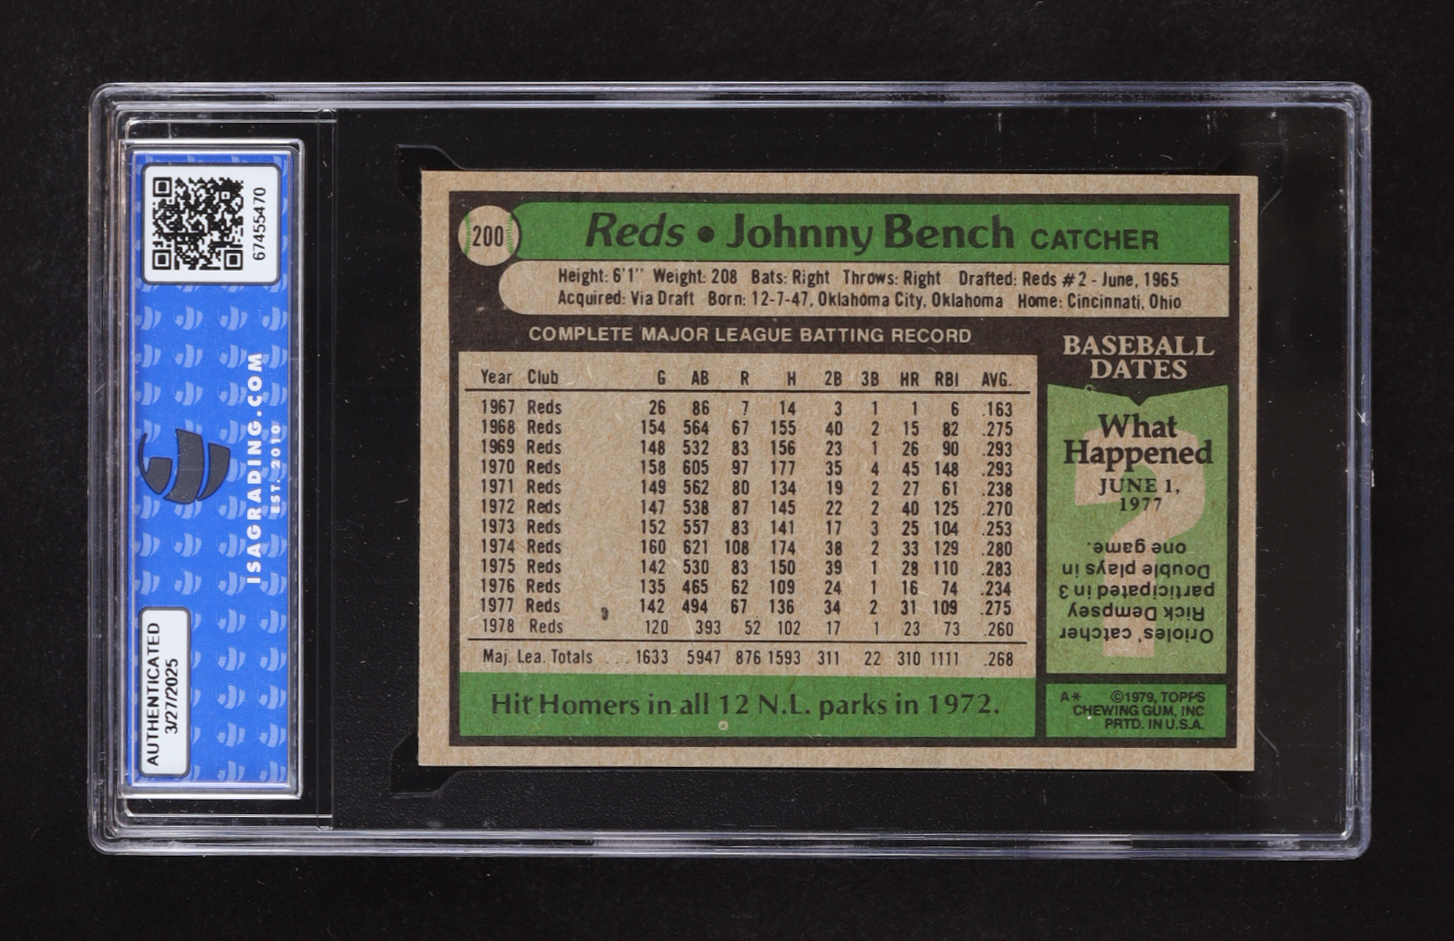 67455470
ISAGRADING.COM
EST. 2010
AUTHENTICATED
3/27/2025
200
Reds • Johnny Bench CATCHER
Height: 6'1" Weight: 208 Bats: Right Throws: Right Drafted: Reds #2 - June, 1965
Acquired: Via Draft Born: 12-7-47, Oklahoma City, Oklahoma Home: Cincinnati, Ohio
COMPLETE MAJOR LEAGUE BATTING RECORD
Year Club G AB R H 2B 3B HR RBI AVG.
1967 Reds 26 86 7 14 3 1 1 6 .163
1968 Reds 154 564 67 155 40 2 15 82 .275
1969 Reds 148 532 83 156 23 1 26 90 .293
1970 Reds 158 605 97 177 35 4 45 148 .293
1971 Reds 149 562 80 134 19 2 27 61 .238
1972 Reds 147 538 87 145 22 2 40 125 .270
1973 Reds 152 557 83 141 17 3 25 104 .253
1974 Reds 160 621 108 174 38 2 33 129 .280
1975 Reds 142 530 83 150 39 1 28 110 .283
1976 Reds 135 465 62 109 24 1 16 74 .234
1977 Reds 142 494 67 136 34 2 31 109 .275
1978 Reds 120 393 52 102 17 1 23 73 .260
Maj. Lea. Totals ... 1633 5947 876 1593 311 22 310 1111 .268
Hit Homers in all 12 N.L. parks in 1972.
BASEBALL
DATES
What
Happened
JUNE 1,
1977
?
Orioles' catcher
Rick Dempsey
participated in 3
Double plays in
one game.
A* ©1979, TOPPS
CHEWING GUM, INC
PRTD. IN U.S.A.